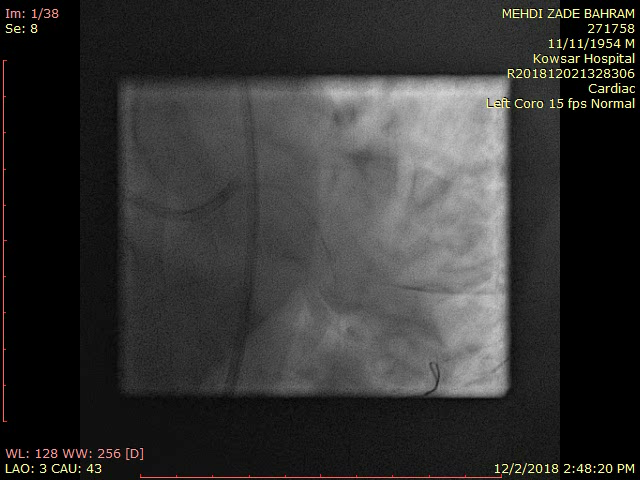 Im: 1/38
Se: 8
MEHDI ZADE BAHRAM
271758
11/11/1954 M
Kowsar Hospital
R201812021328306
Cardiac
Left Coro 15 fps Normal
WL: 128 WW: 256 [D]
LAO: 3 CAU: 43
12/2/2018 2:48:20 PM